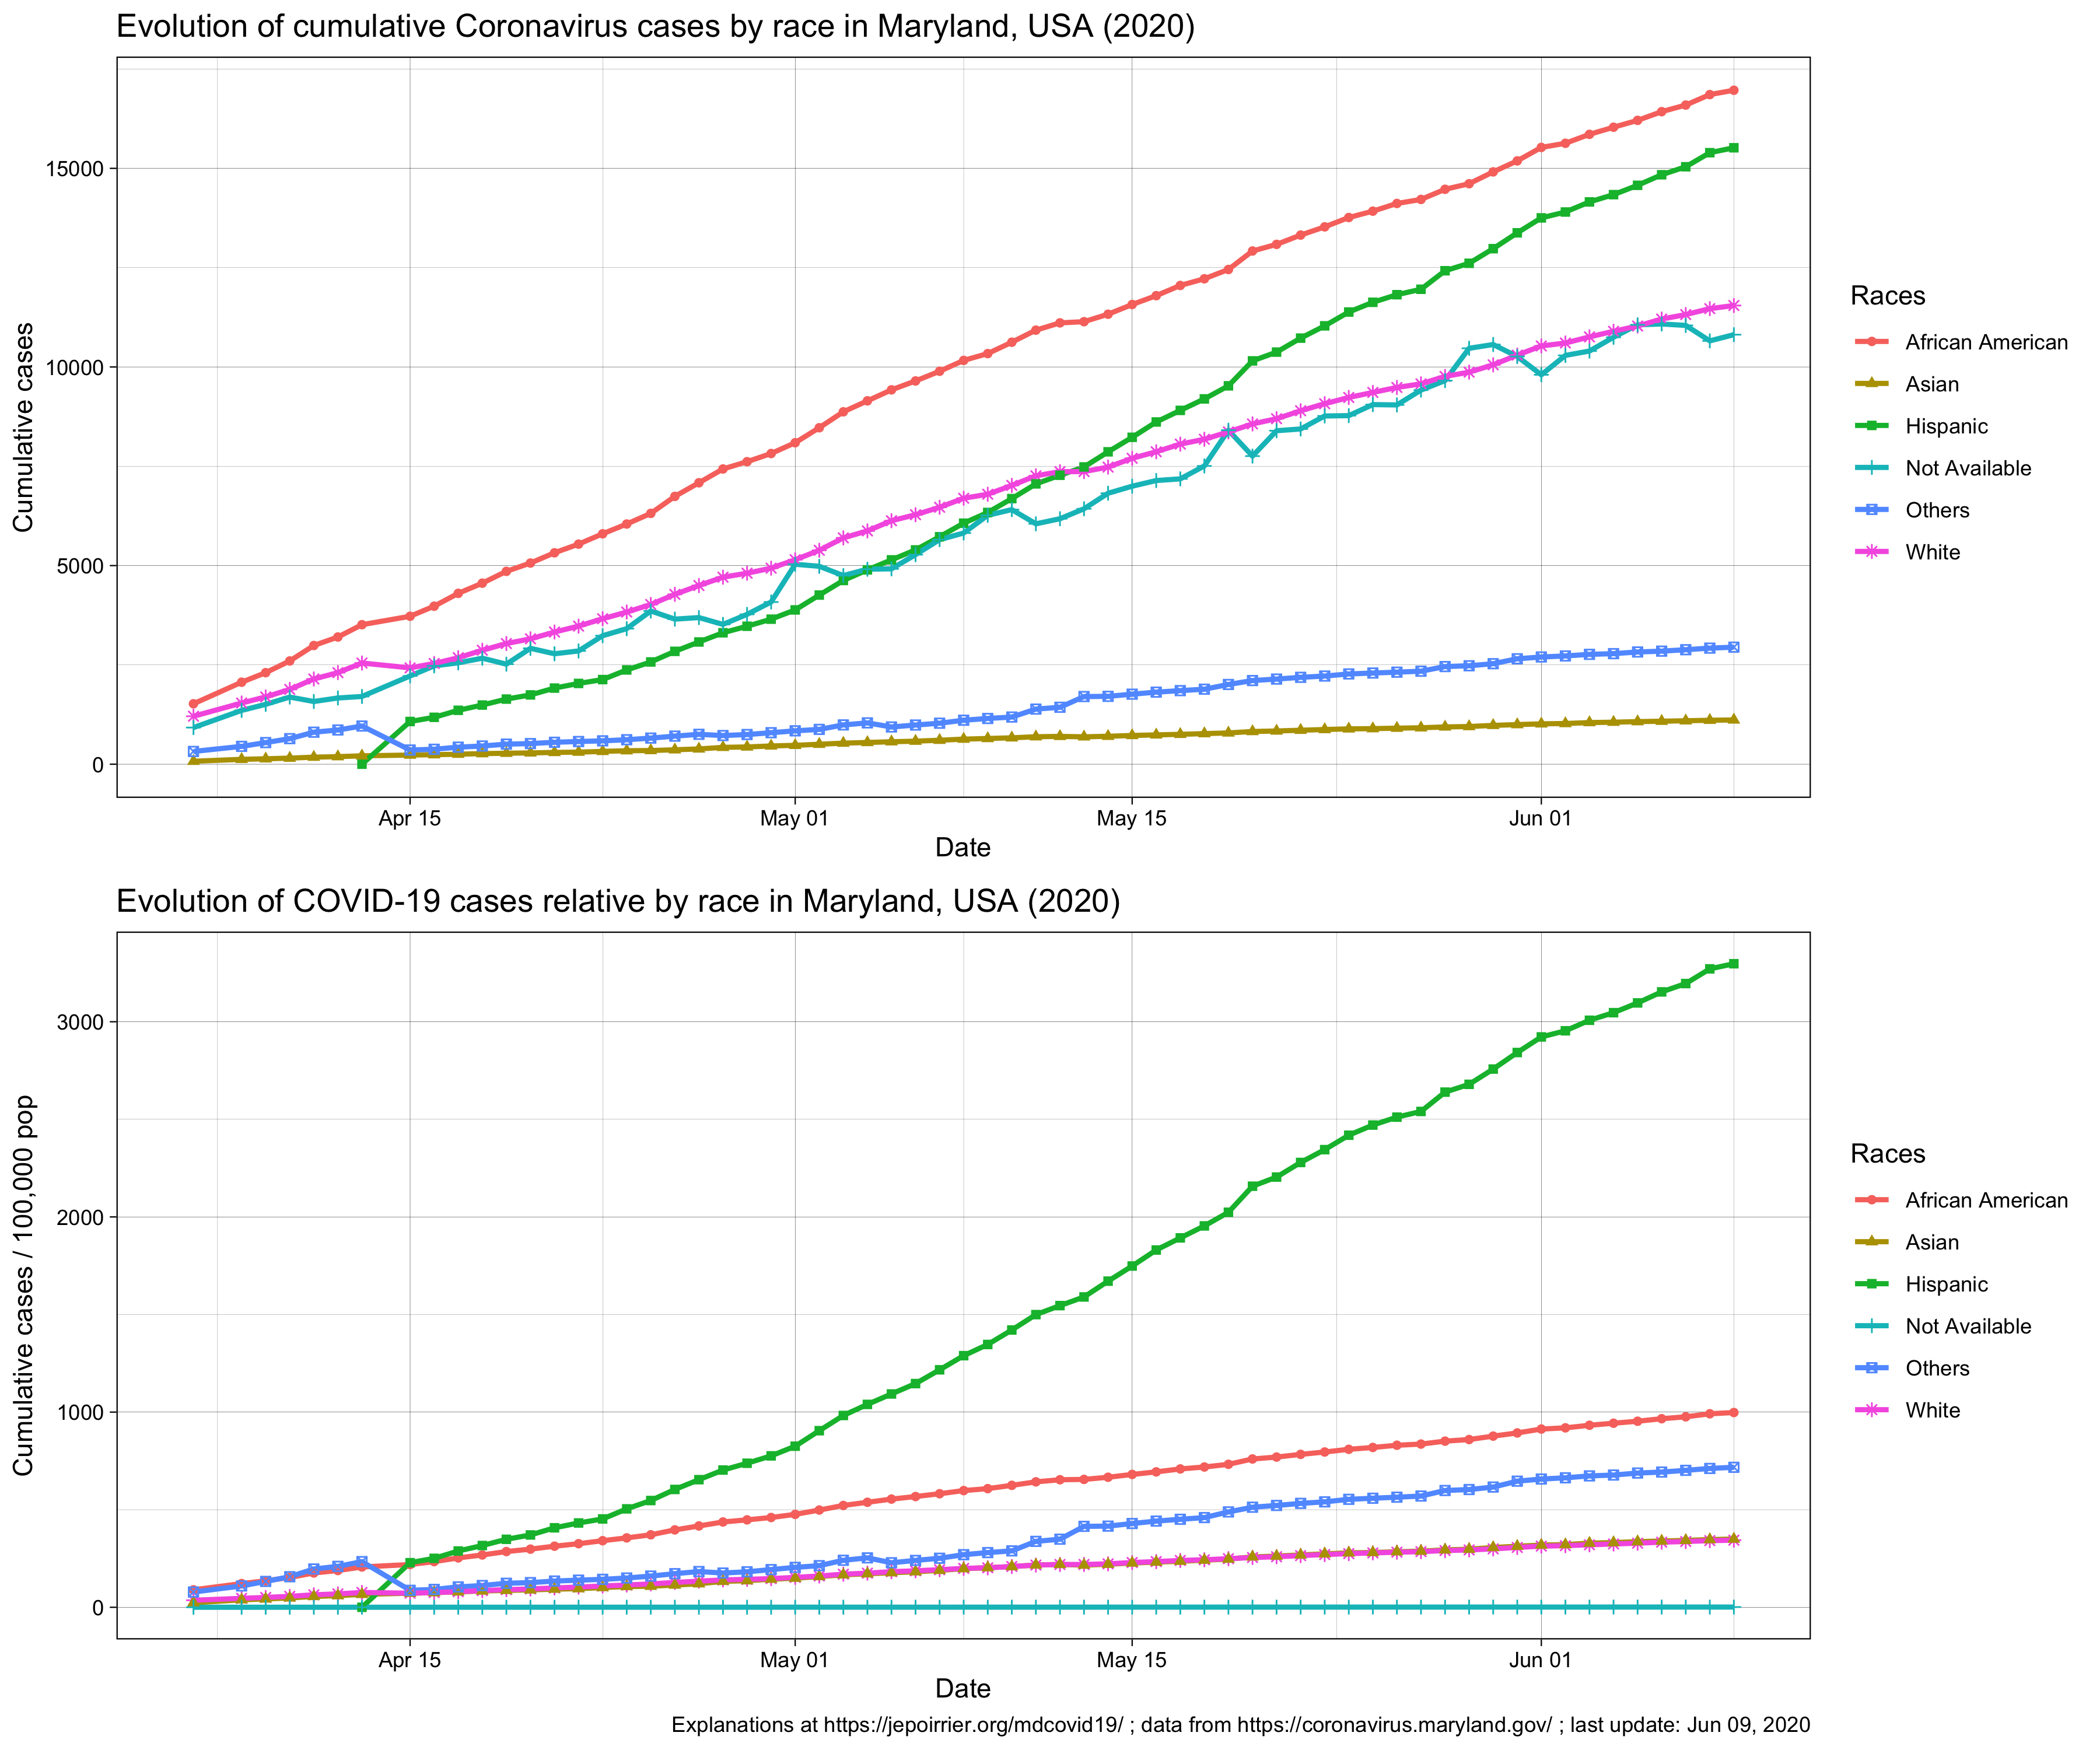 Evolution of cumulative Coronavirus cases by race in Maryland, USA (2020)
Cumulative cases
15000
10000
5000
0
Apr 15
May 01
May 15
Jun 01
Date
Races
African American
Asian
Hispanic
Not Available
Others
White
Evolution of COVID-19 cases relative by race in Maryland, USA (2020)
Cumulative cases / 100,000 pop
3000
2000
1000
0
Apr 15
May 01
May 15
Jun 01
Date
Races
African American
Asian
Hispanic
Not Available
Others
White
Explanations at https://jepoirrier.org/mdcovid19/ ; data from https://coronavirus.maryland.gov/ ; last update: Jun 09, 2020